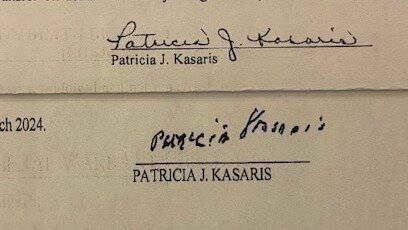 Patricia J. Kasaris
Patricia J. Kasaris
ch 2024.
Patricia Kasaris
PATRICIA J. KASARIS